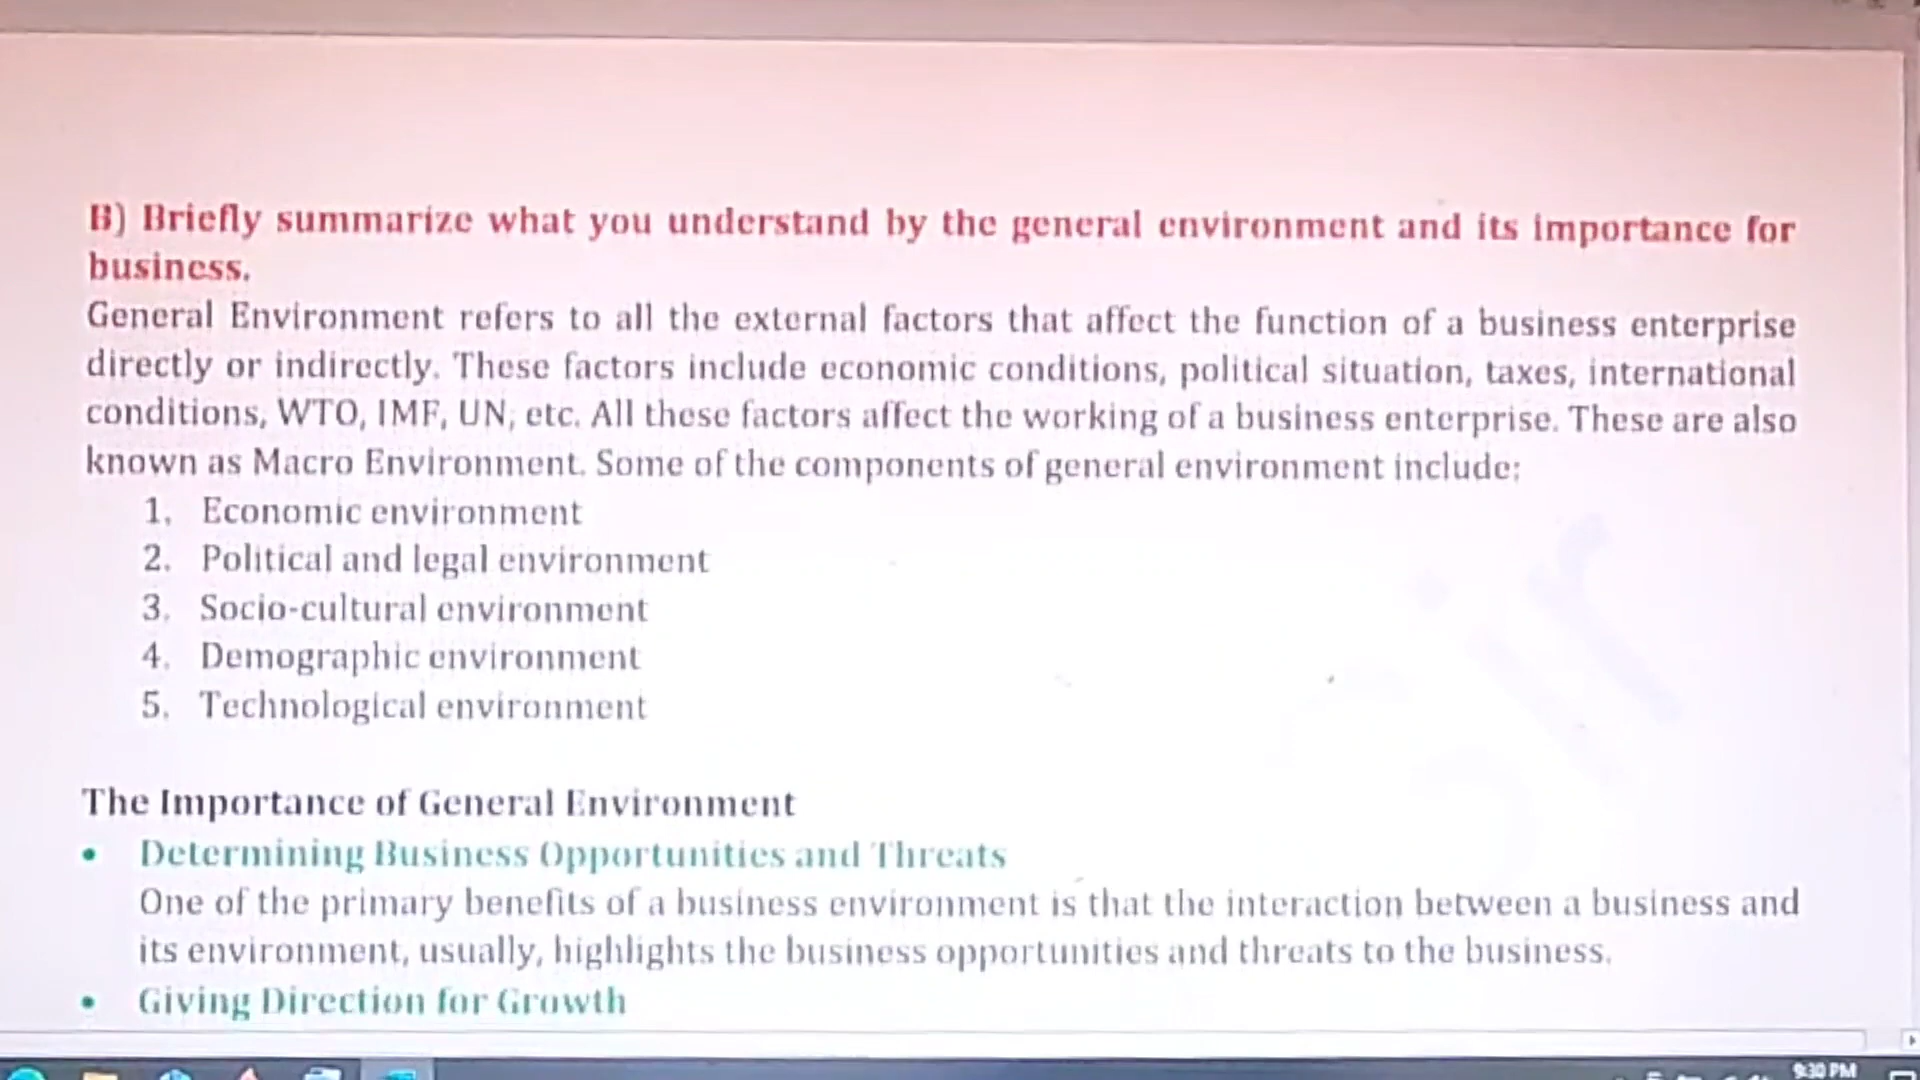 B) Briefly summarize what you understand by the general environment and its importance for
business.
General Environment refers to all the external factors that affect the function of a business enterprise
directly or indirectly. These factors include economic conditions, political situation, taxes, international
conditions, WTO, IMF, UN, etc. All these factors affect the working of a business enterprise. These are also
known as Macro Environment. Some of the components of general environment include:
1. Economic environment
2. Political and legal environment
3. Socio-cultural environment
4. Demographic environment
5. Technological environment
The Importance of General Environment
• Determining Business Opportunities and Threats
One of the primary benefits of a business environment is that the interaction between a business and
its environment, usually, highlights the business opportunities and threats to the business.
• Giving Direction for Growth
9:30 PM